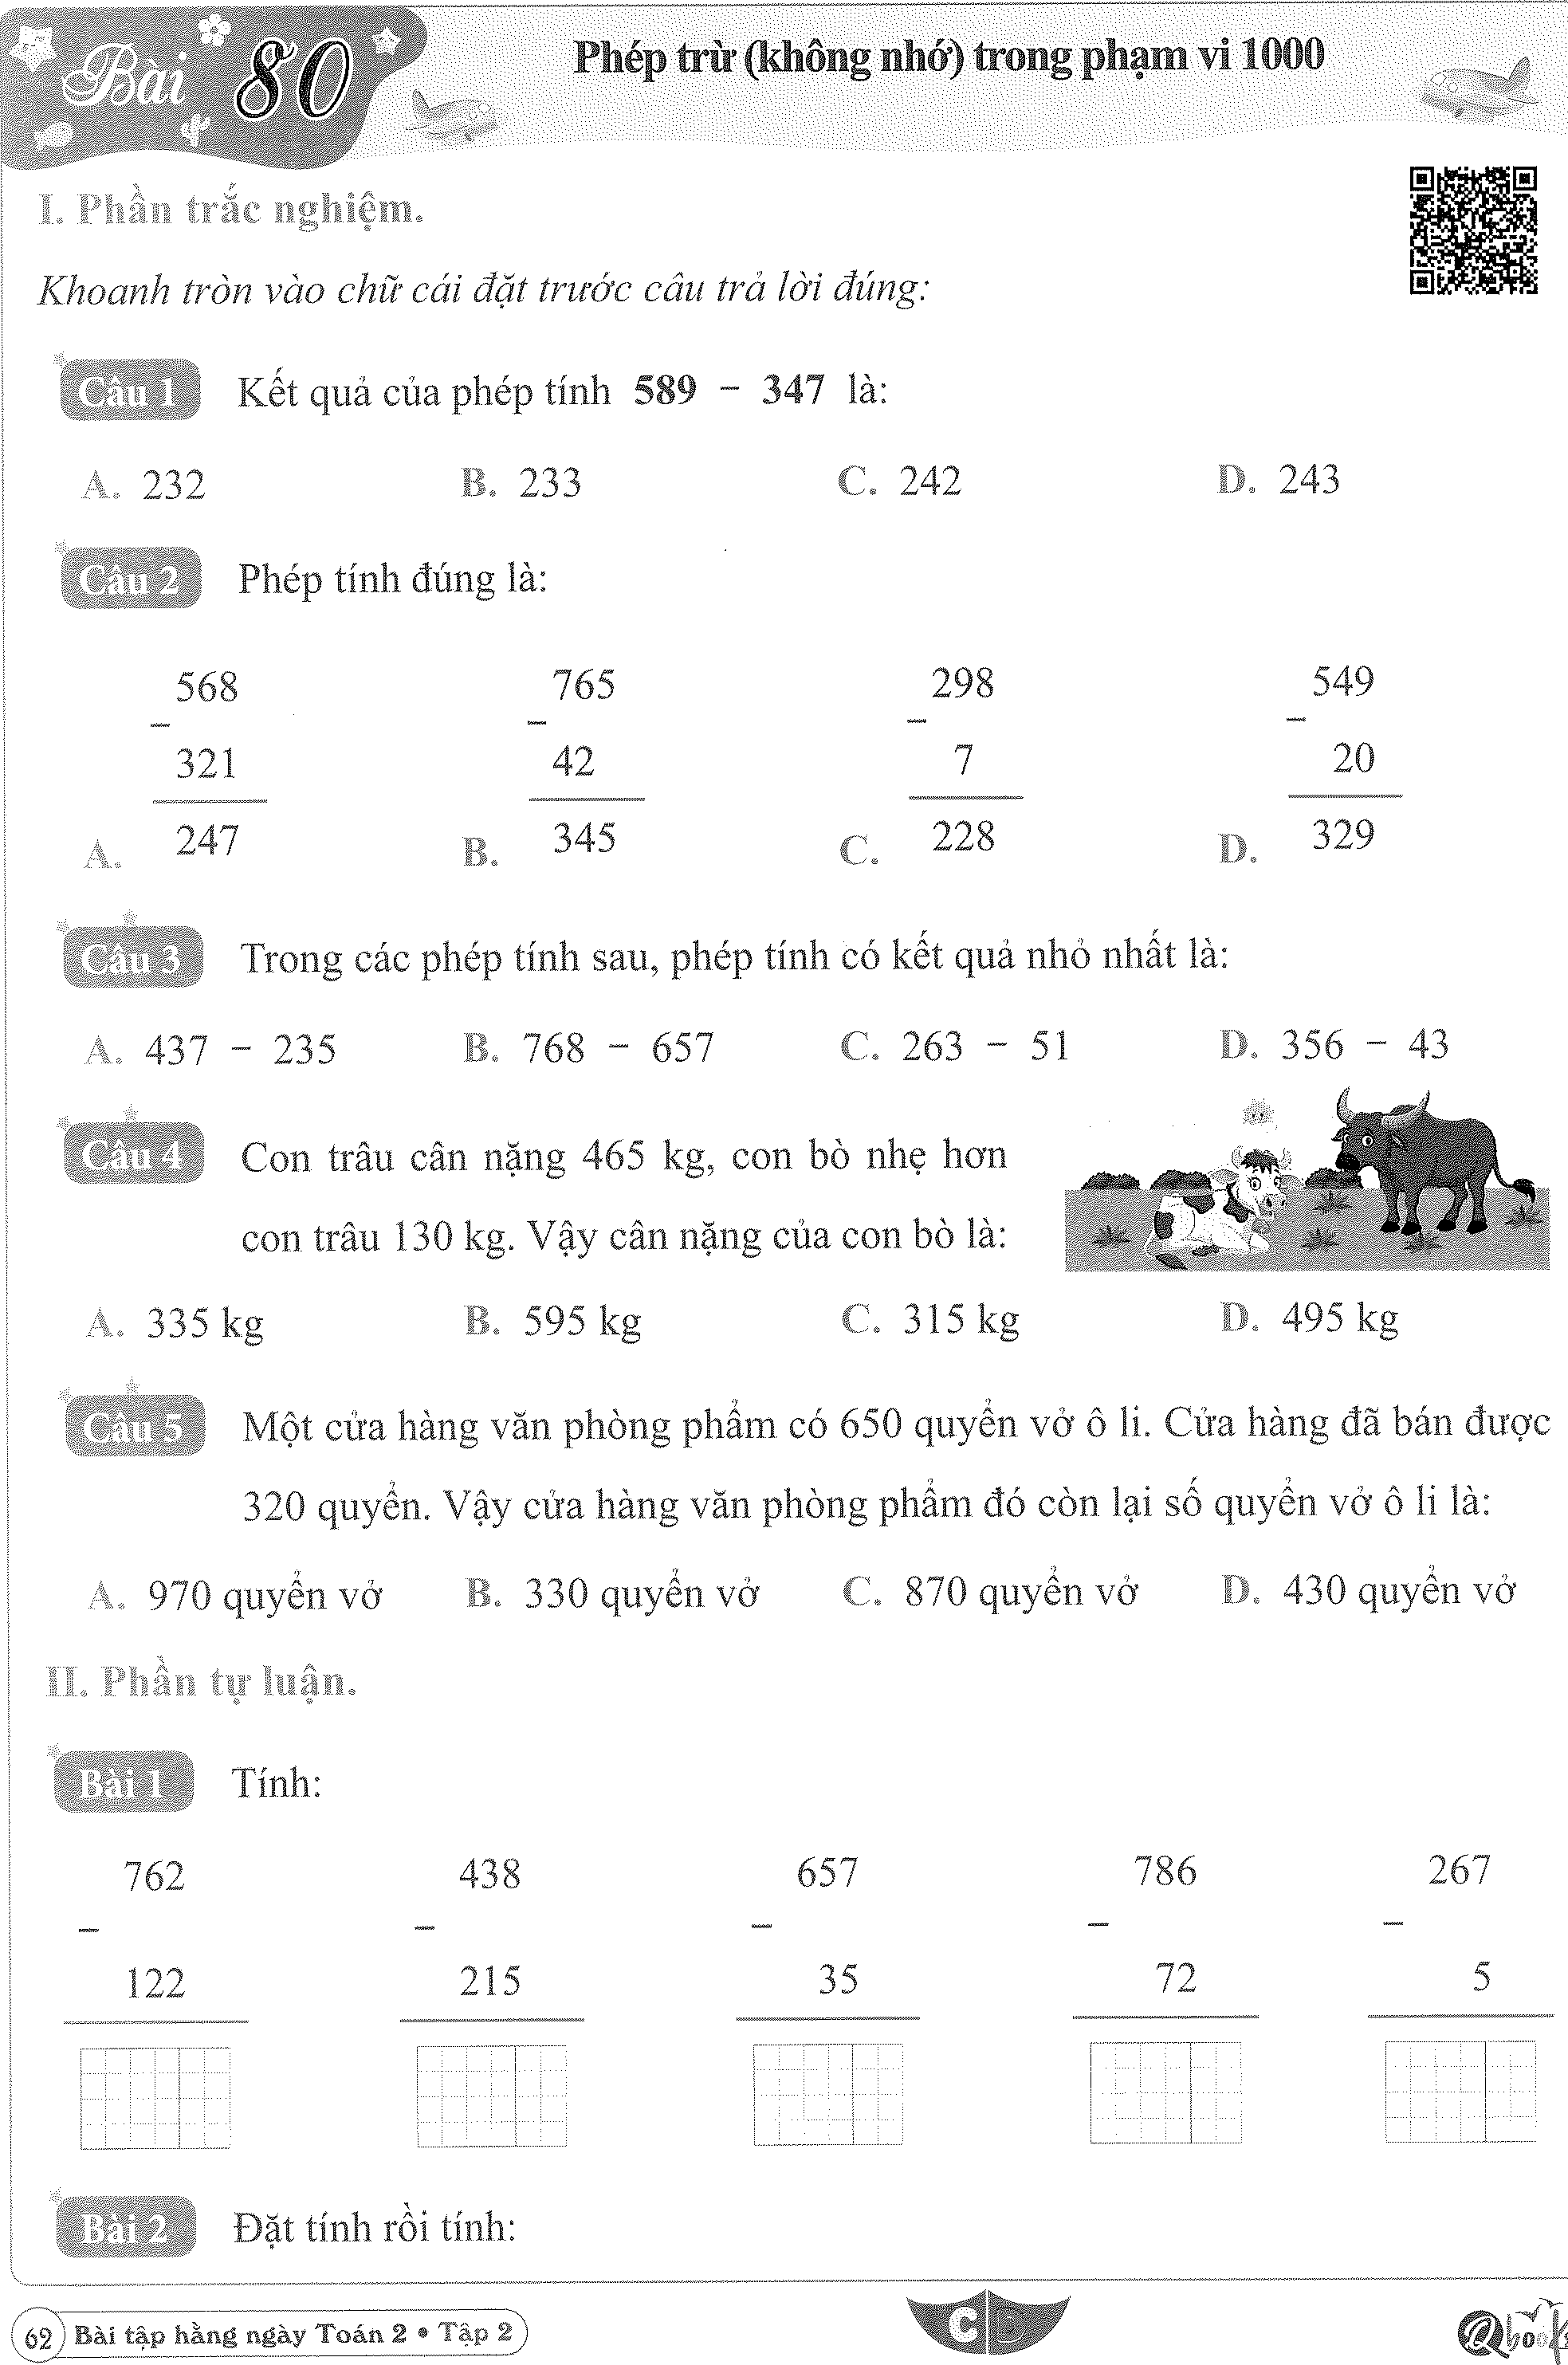 Bài 80
Phép trừ (không nhớ) trong phạm vi 1000
I. Phần trắc nghiệm.
Khoanh tròn vào chữ cái đặt trước câu trả lời đúng:
Câu 1 Kết quả của phép tính 589 - 347 là:
A. 232 B. 233 C. 242 D. 243
Câu 2 Phép tính đúng là:
568 765 298 549
- - - -
321 42 7 20
A. 247 B. 345 C. 228 D. 329
Câu 3 Trong các phép tính sau, phép tính có kết quả nhỏ nhất là:
A. 437 - 235 B. 768 - 657 C. 263 - 51 D. 356 - 43
Câu 4 Con trâu cân nặng 465 kg, con bò nhẹ hơn
con trâu 130 kg. Vậy cân nặng của con bò là:
A. 335 kg B. 595 kg C. 315 kg D. 495 kg
Câu 5 Một cửa hàng văn phòng phẩm có 650 quyển vở ô li. Cửa hàng đã bán được
320 quyển. Vậy cửa hàng văn phòng phẩm đó còn lại số quyển vở ô li là:
A. 970 quyển vở B. 330 quyển vở C. 870 quyển vở D. 430 quyển vở
II. Phần tự luận.
Bài 1 Tính:
762 438 657 786 267
- - - - -
122 215 35 72 5
Bài 2 Đặt tính rồi tính:
62 Bài tập hằng ngày Toán 2 • Tập 2
C D
Qbook